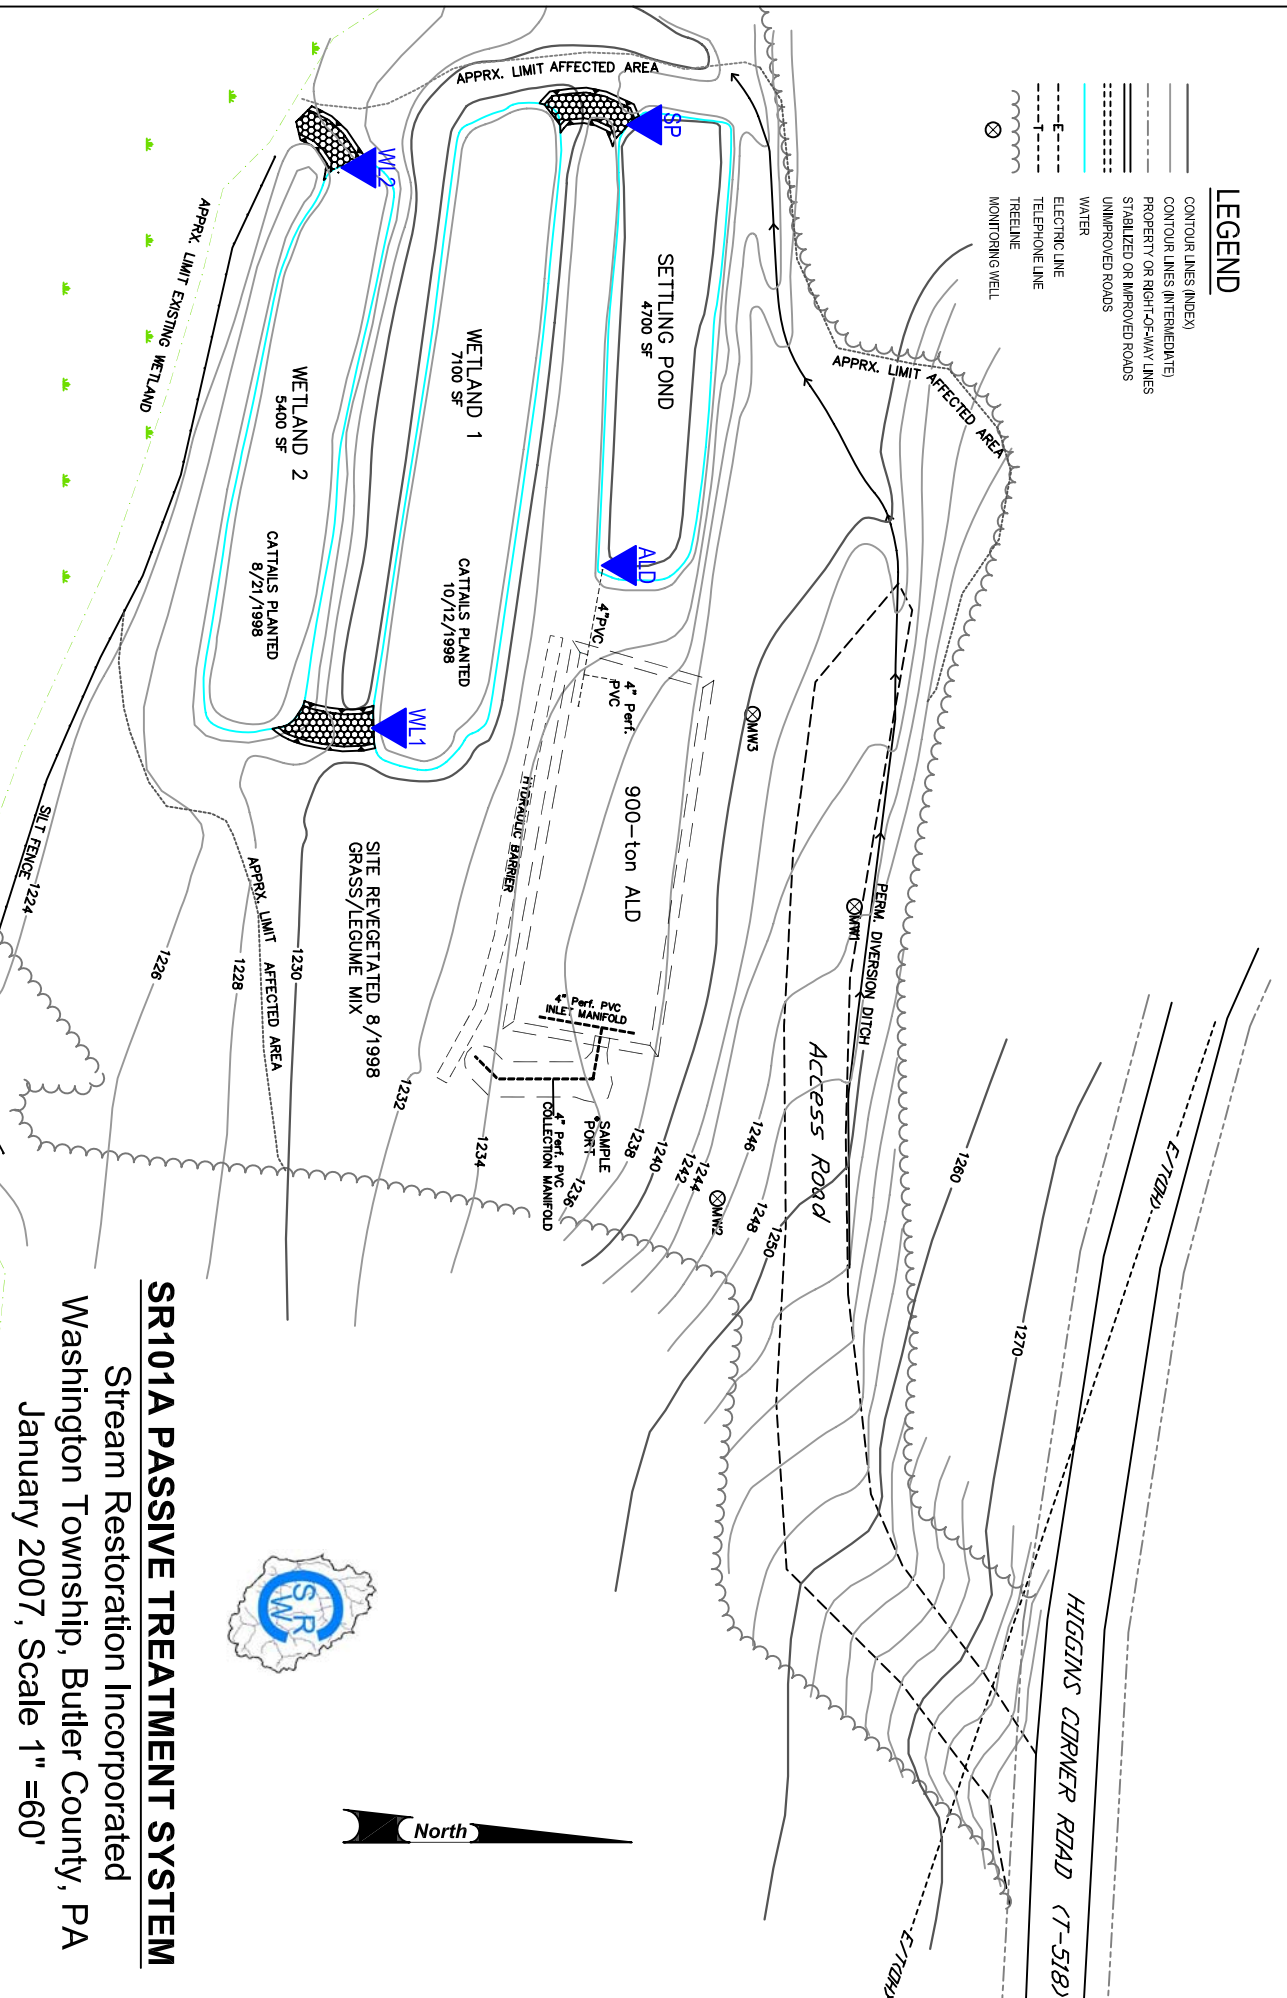 LEGEND
CONTOUR LINES (INDEX)
CONTOUR LINES (INTERMEDIATE)
PROPERTY OR RIGHT-OF-WAY LINES
STABILIZED OR IMPROVED ROADS
UNIMPROVED ROADS
WATER
E
ELECTRIC LINE
T
TELEPHONE LINE
TREELINE
MONITORING WELL
APPRX. LIMIT AFFECTED AREA
SP
WL2
SETTLING POND
4700 SF
APPRX. LIMIT AFFECTED AREA
WETLAND 1
7100 SF
WETLAND 2
5400 SF
APPRX. LIMIT EXISTING WETLAND
ALD
CATTAILS PLANTED
10/12/1998
CATTAILS PLANTED
8/21/1998
4"PVC
4" Perf.
PVC
WL1
MW3
900-ton ALD
HYDRAULIC BARRIER
MW1
PERM. DIVERSION DITCH
SITE REVEGETATED 8/1998
GRASS/LEGUME MIX
SILT FENCE
1224
1226
1228
1230
APPRX. LIMIT AFFECTED AREA
4" Perf. PVC
INLET MANIFOLD
Access Road
1232
1234
4" Perf. PVC
COLLECTION MANIFOLD
SAMPLE
PORT
1236
1238
1240
1242
1244
MW2
1246
1248
1250
1260
1270
E/T(OH)
HIGGINS CORNER ROAD (T-518)
E/T(OH)
SR101A PASSIVE TREATMENT SYSTEM
Stream Restoration Incorporated
Washington Township, Butler County, PA
January 2007, Scale 1" =60'
S R
W
North